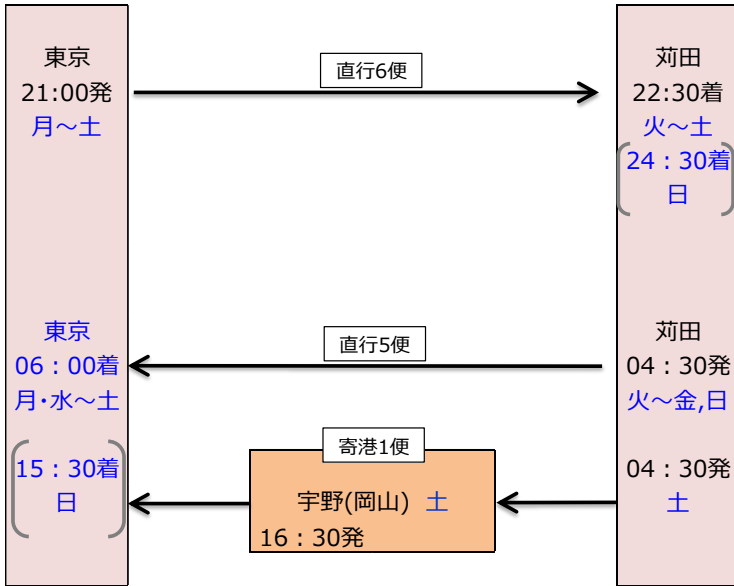 東京
21:00発
月～土
直行6便
苅田
22:30着
火～土
24：30着
日
東京
06：00着
月･水～土
直行5便
苅田
04：30発
火～金,日
15：30着
日
寄港1便
宇野(岡山) 土
16：30発
04：30発
土